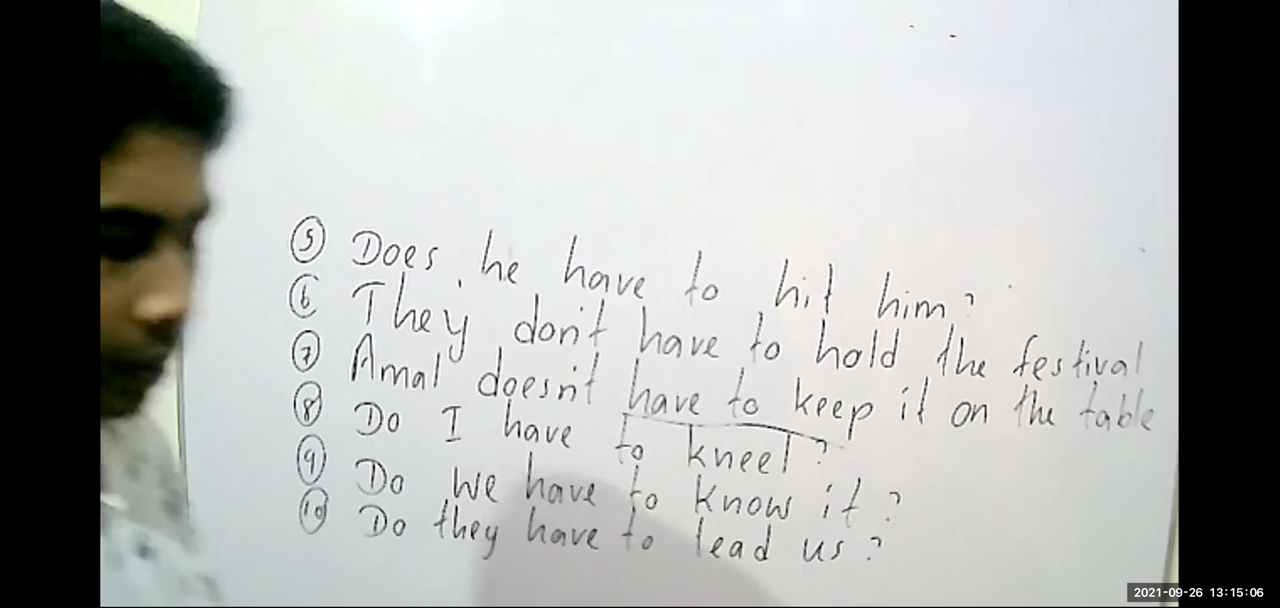 ⑤ Does he have to hit him?
⑥ They don't have to hold the festival
⑦ Amal doesn't have to keep it on the table
⑧ Do I have to kneel?
⑨ Do we have to know it?
⑩ Do they have to lead us?
2021-09-26 13:15:06